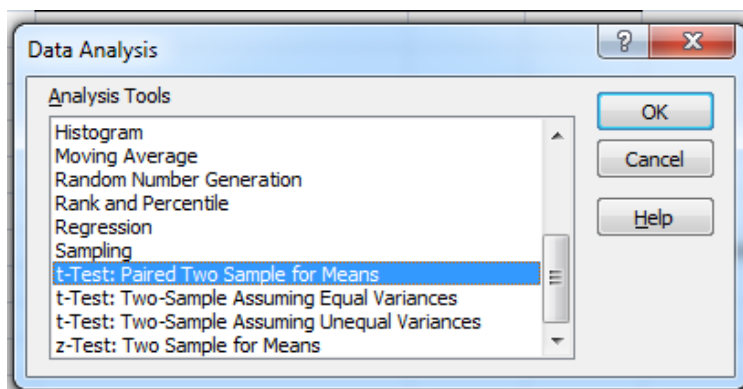 Data Analysis
Analysis Tools
Histogram
Moving Average
Random Number Generation
Rank and Percentile
Regression
Sampling
t-Test: Paired Two Sample for Means
t-Test: Two-Sample Assuming Equal Variances
t-Test: Two-Sample Assuming Unequal Variances
z-Test: Two Sample for Means
OK
Cancel
Help